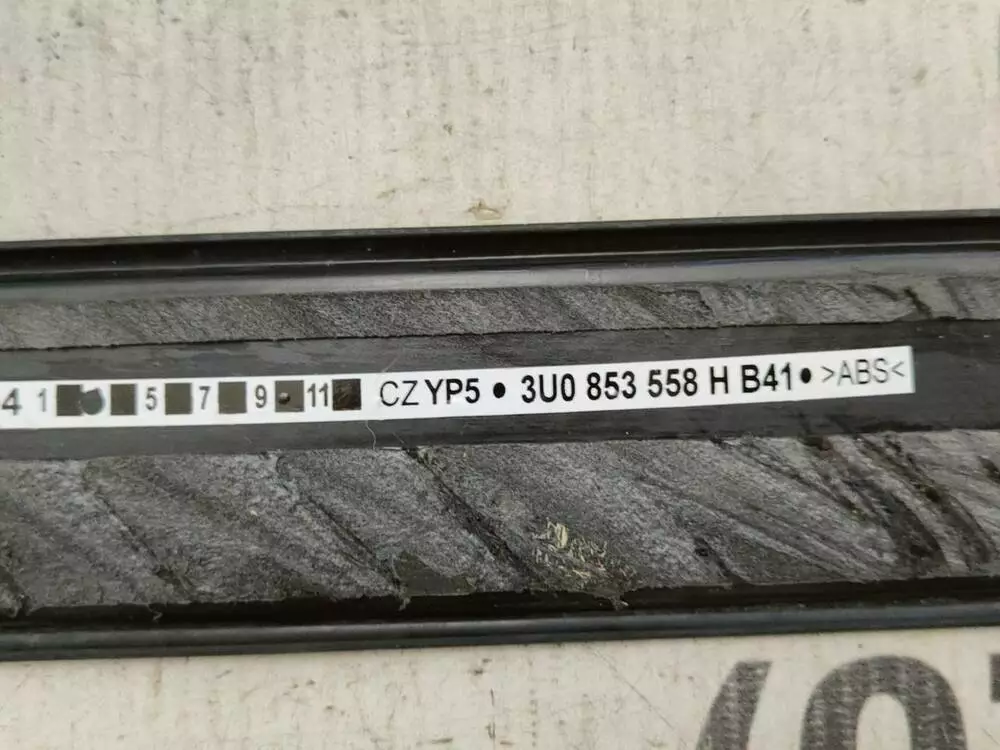 4 1 5 7 9 11 CZ YP5 • 3U0 853 558 H B41 • >ABS<